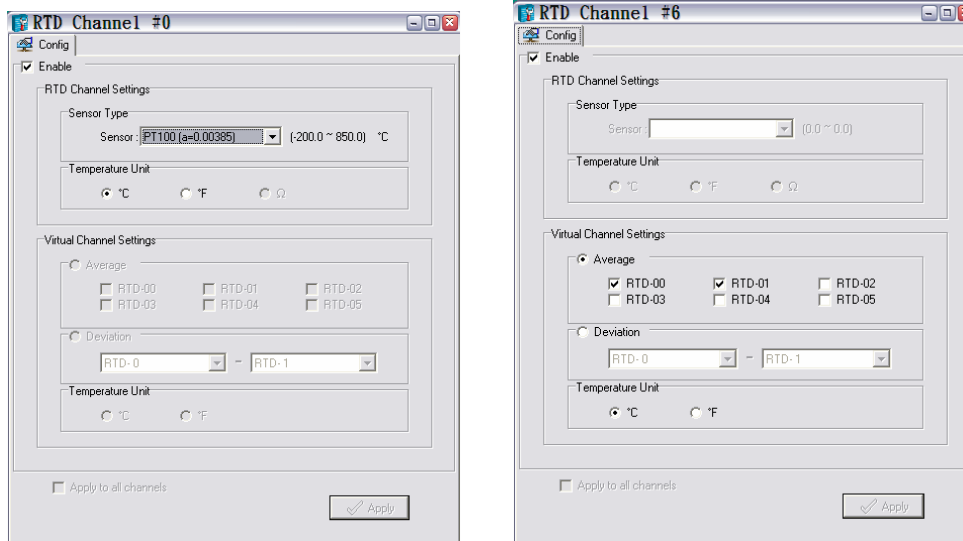 RTD Channel #0
Config
Enable
RTD Channel Settings
Sensor Type
Sensor : PT100 (a=0.00385) (-200.0 ~ 850.0) °C
Temperature Unit
°C °F Ω
Virtual Channel Settings
Average
RTD-00 RTD-01 RTD-02
RTD-03 RTD-04 RTD-05
Deviation
RTD- 0 - RTD- 1
Temperature Unit
°C °F
Apply to all channels
Apply
RTD Channel #6
Config
Enable
RTD Channel Settings
Sensor Type
Sensor : (0.0 ~ 0.0)
Temperature Unit
°C °F Ω
Virtual Channel Settings
Average
RTD-00 RTD-01 RTD-02
RTD-03 RTD-04 RTD-05
Deviation
RTD- 0 - RTD- 1
Temperature Unit
°C °F
Apply to all channels
Apply